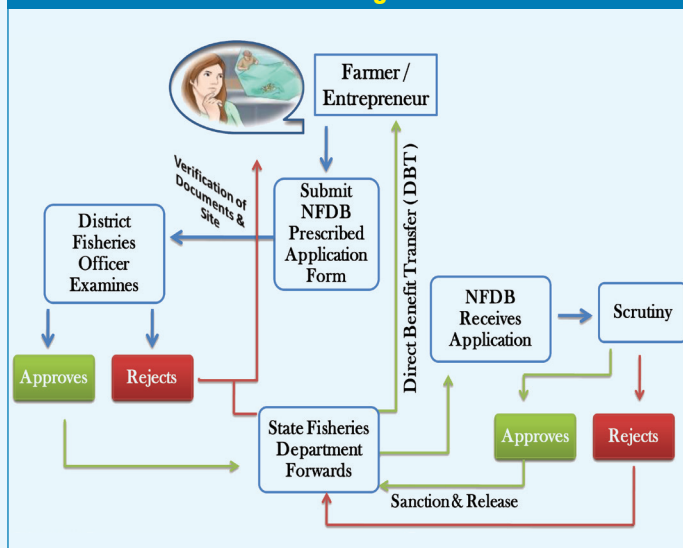 Farmer /
Entrepreneur
Verification of
Documents &
Site
Submit
NFDB
Prescribed
Application
Form
District
Fisheries
Officer
Examines
Direct Benefit Transfer ( DBT )
NFDB
Receives
Application
Scrutiny
Approves
Rejects
State Fisheries
Department
Forwards
Approves
Rejects
Sanction & Release